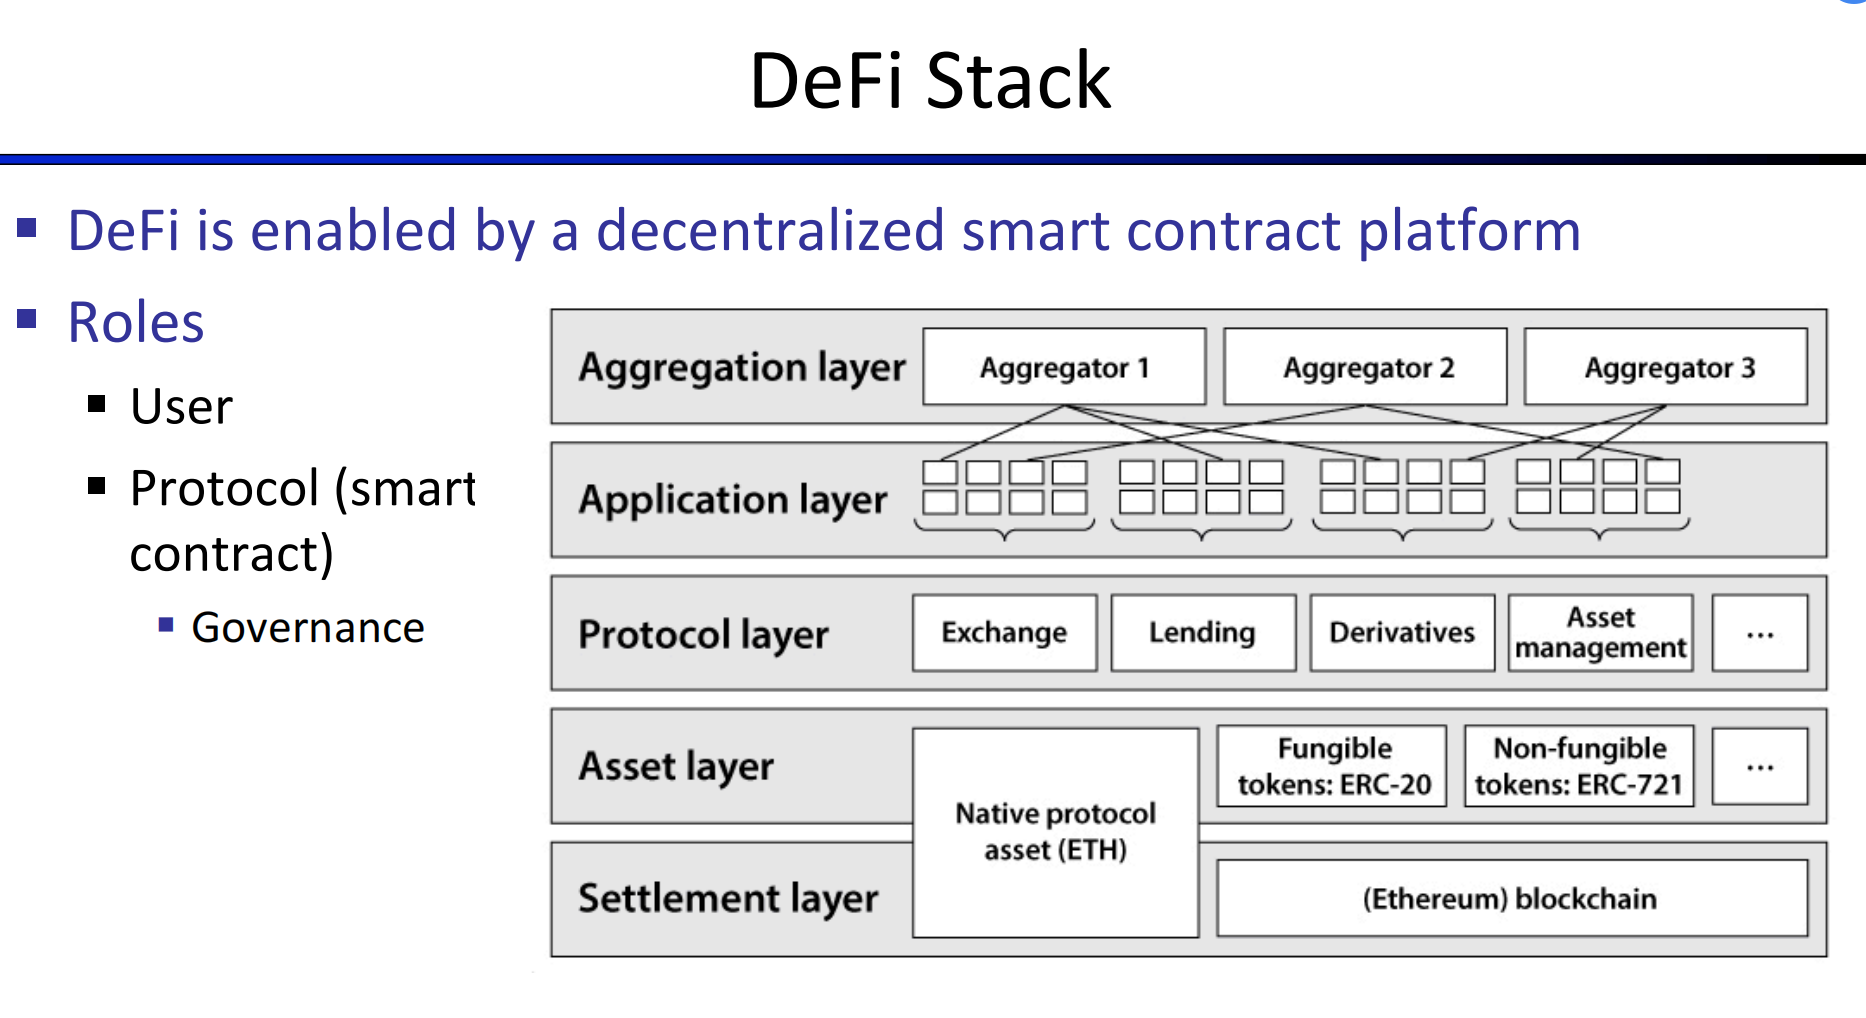 DeFi Stack
DeFi is enabled by a decentralized smart contract platform
Roles
User
Protocol (smart
contract)
Governance
Aggregation layer
Aggregator 1
Aggregator 2
Aggregator 3
Application layer
Protocol layer
Exchange
Lending
Derivatives
Asset
management
...
Asset layer
Native protocol
asset (ETH)
Fungible
tokens: ERC-20
Non-fungible
tokens: ERC-721
...
Settlement layer
(Ethereum) blockchain